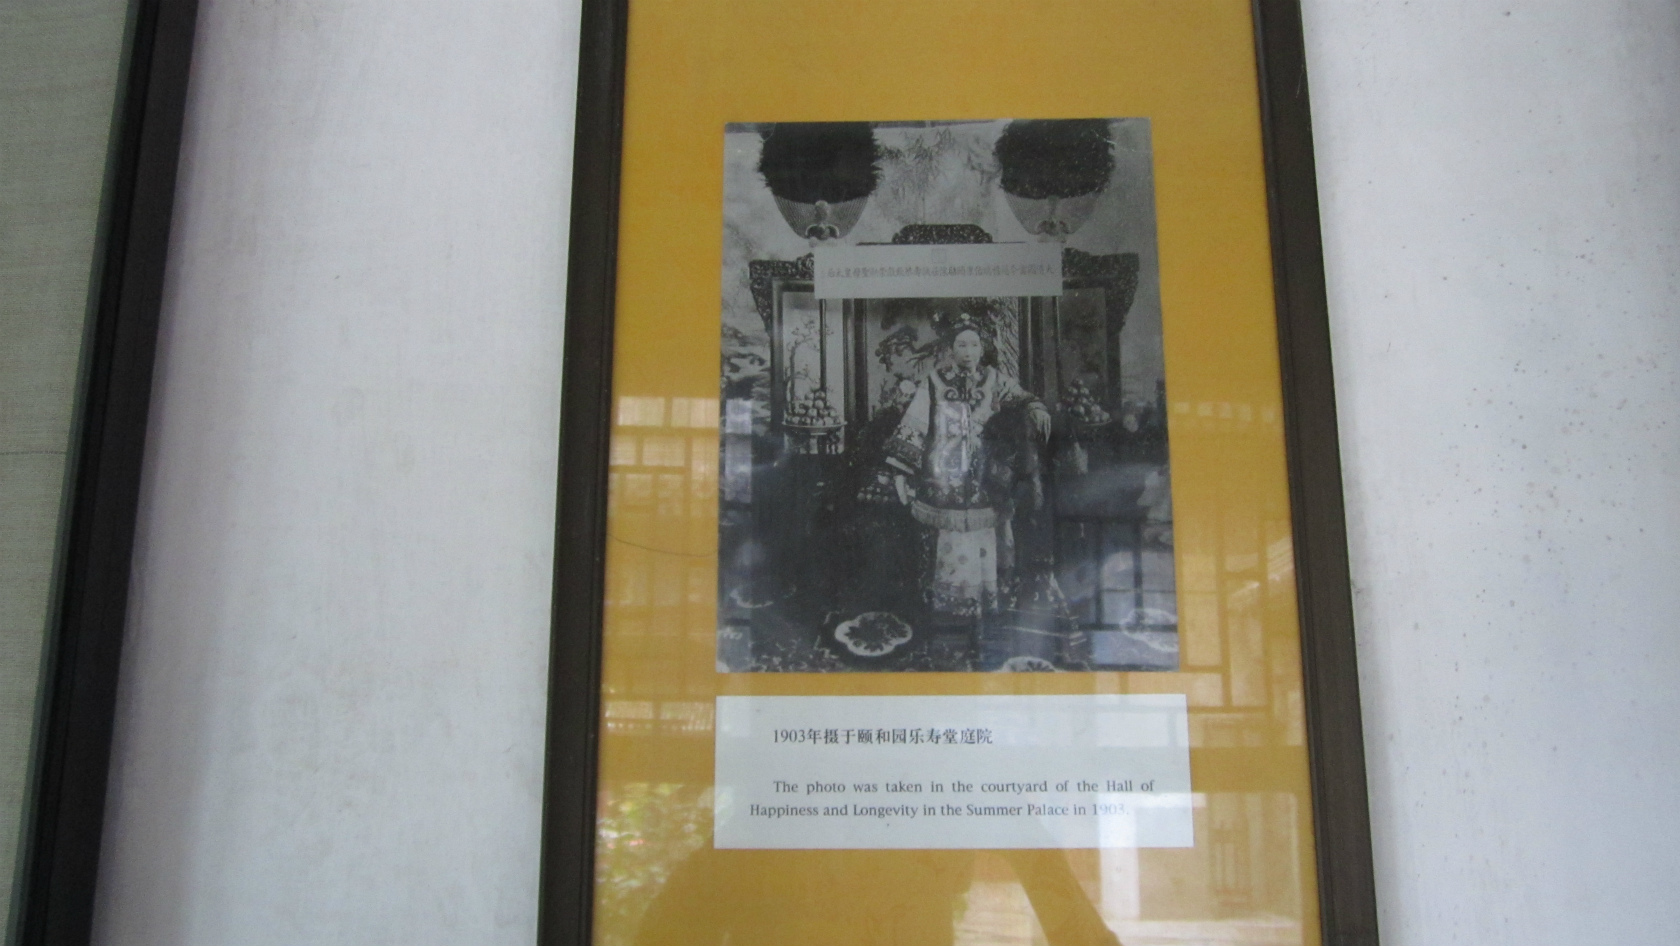 1903年摄于颐和园乐寿堂庭院
The photo was taken in the courtyard of the Hall of
Happiness and Longevity in the Summer Palace in 1903.